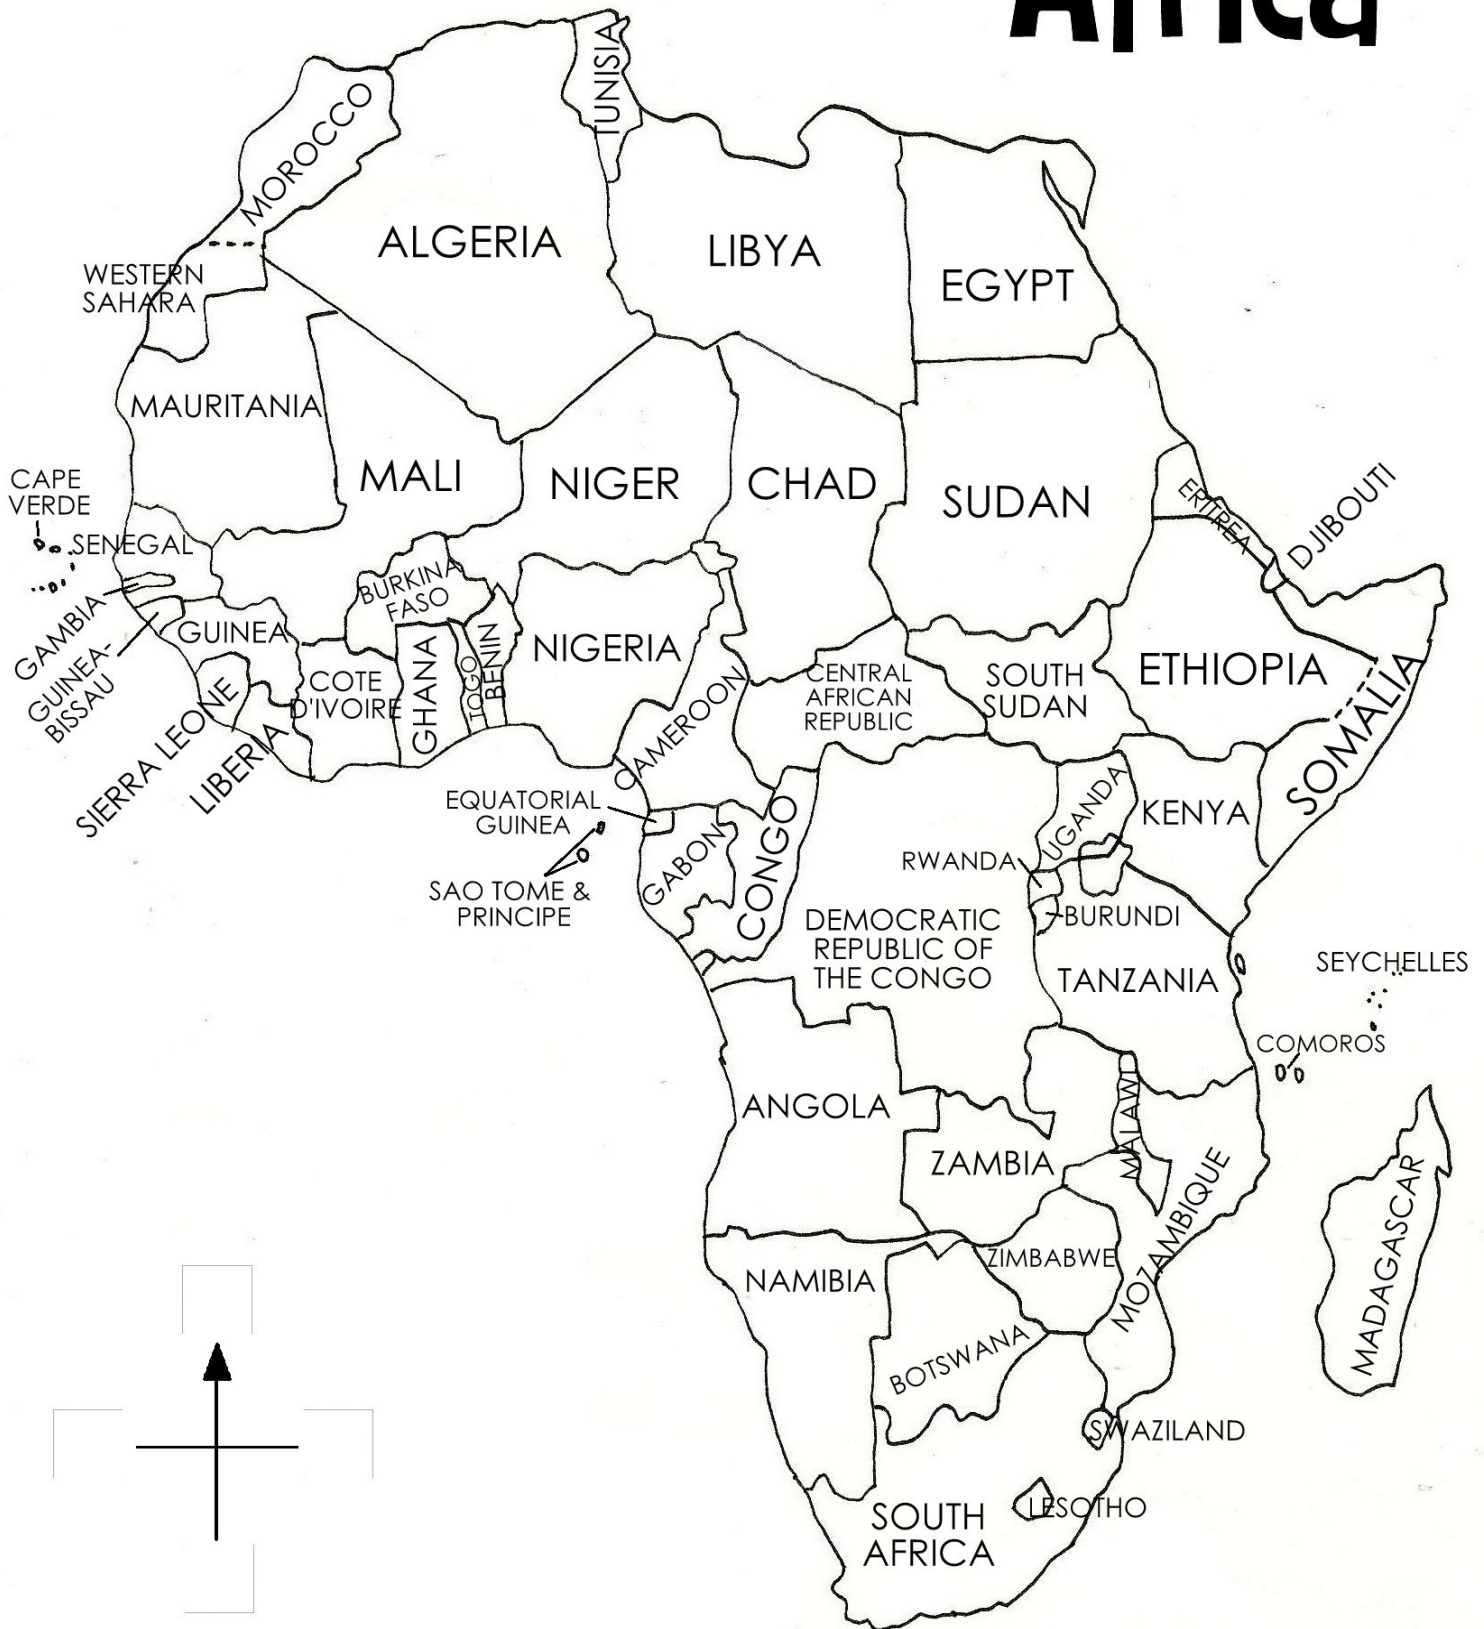 Africa
TUNISIA
MOROCCO
ALGERIA
LIBYA
EGYPT
WESTERN
SAHARA
MAURITANIA
MALI
NIGER
CHAD
SUDAN
ERITREA
DJIBOUTI
CAPE
VERDE
SENEGAL
GAMBIA
GUINEA-
BISSAU
GUINEA
SIERRA LEONE
LIBERIA
COTE
D'IVOIRE
BURKINA
FASO
GHANA
TOGO
BENIN
NIGERIA
CAMEROON
CENTRAL
AFRICAN
REPUBLIC
SOUTH
SUDAN
ETHIOPIA
SOMALIA
EQUATORIAL
GUINEA
SAO TOME &
PRINCIPE
GABON
CONGO
DEMOCRATIC
REPUBLIC OF
THE CONGO
UGANDA
KENYA
RWANDA
BURUNDI
TANZANIA
SEYCHELLES
COMOROS
ANGOLA
ZAMBIA
MALAWI
MOZAMBIQUE
MADAGASCAR
NAMIBIA
ZIMBABWE
BOTSWANA
SWAZILAND
LESOTHO
SOUTH
AFRICA